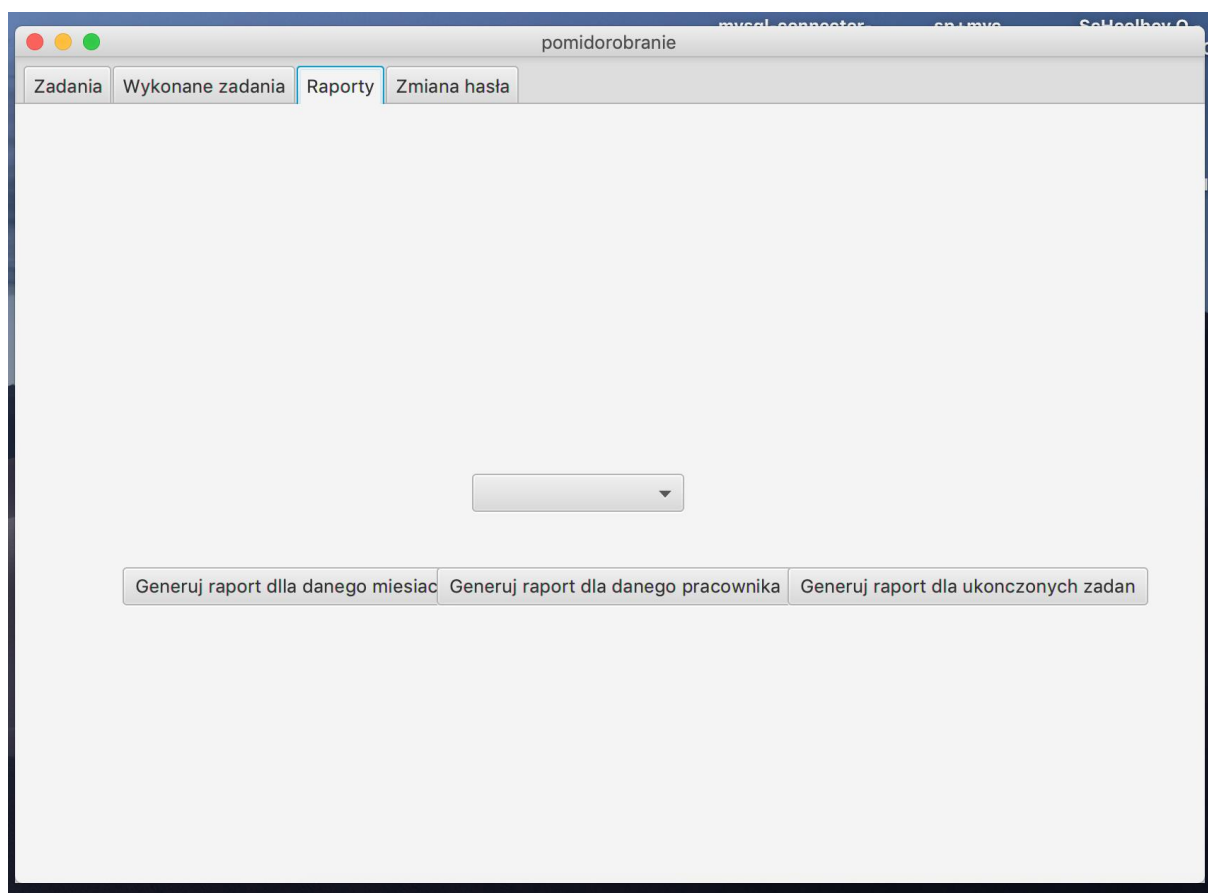 pomidorobranie
Zadania Wykonane zadania Raporty Zmiana hasła
Generuj raport dlla danego miesiac Generuj raport dla danego pracownika Generuj raport dla ukonczonych zadan